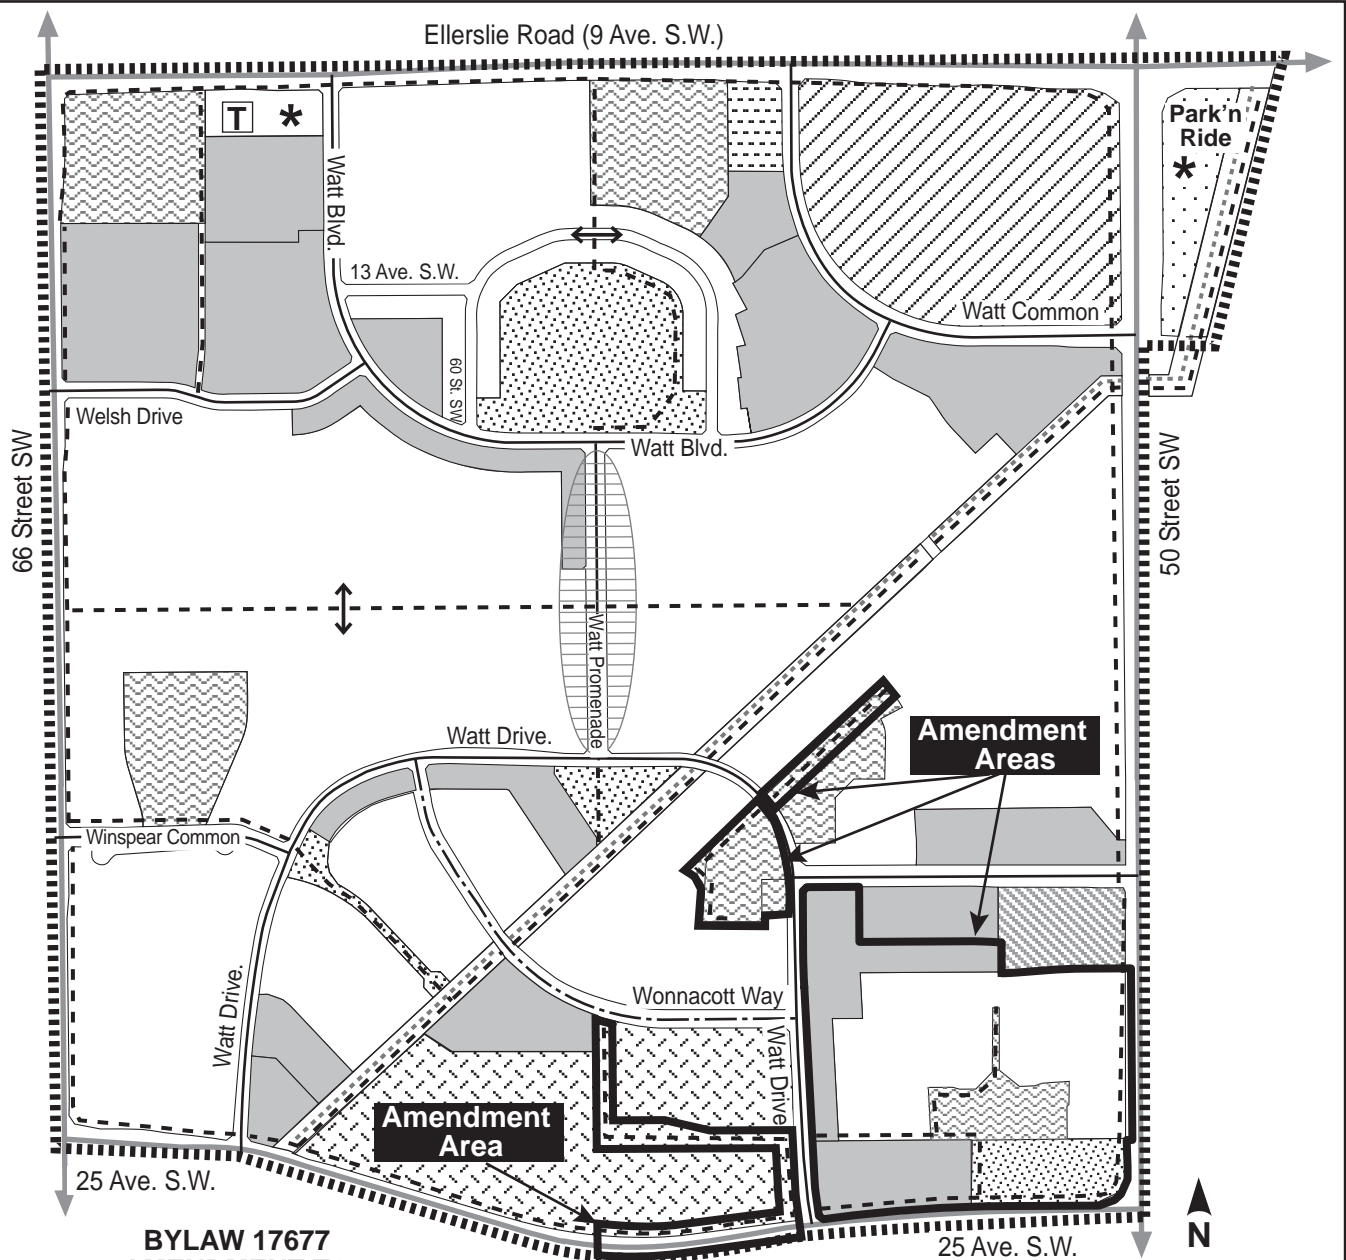 Ellerslie Road (9 Ave. S.W.)
T *
Park'n
Ride
*
Watt Blvd.
13 Ave. S.W.
60 St. SW
Watt Common
Welsh Drive
Watt Blvd.
66 Street SW
50 Street SW
Watt Promenade
Watt Drive.
Amendment
Areas
Winspear Common
Watt Drive.
Wonnacott Way
Watt Drive
Amendment
Area
25 Ave. S.W.
25 Ave. S.W.
N
BYLAW 17677